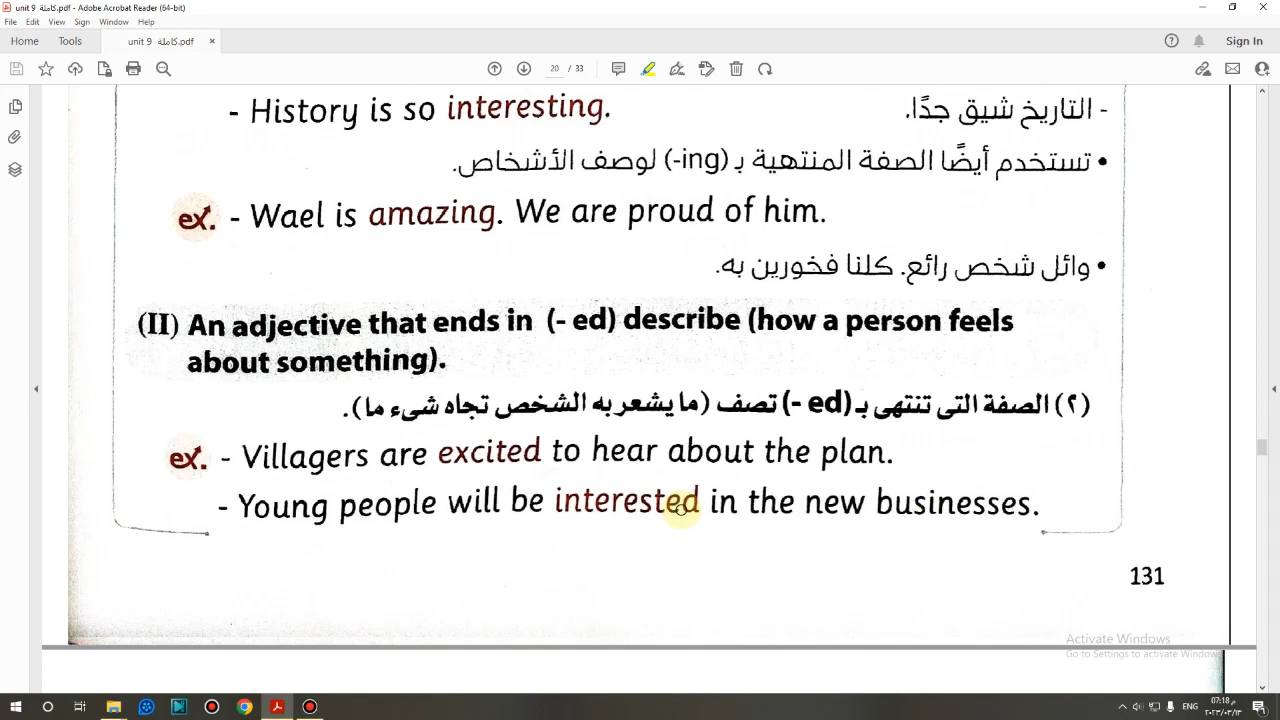 unit 9 كاملة.pdf - Adobe Acrobat Reader (64-bit)
File Edit View Sign Window Help
Home Tools unit 9 كاملة.pdf × Sign In
20 / 33
- History is so interesting.
- التاريخ شيق جدًا.
• تستخدم أيضًا الصفة المنتهية بـ (-ing) لوصف الأشخاص.
ex. - Wael is amazing. We are proud of him.
• وائل شخص رائع. كلنا فخورين به.
(II) An adjective that ends in (- ed) describe (how a person feels
about something).
(٢) الصفة التى تنتهى بـ (- ed) تصف (ما يشعر به الشخص تجاه شىء ما).
ex. - Villagers are excited to hear about the plan.
- Young people will be interested in the new businesses.
131
Activate Windows
Go to Settings to activate Windows.
ENG
م 07:18
٢٠٢٣/٠٣/١٣